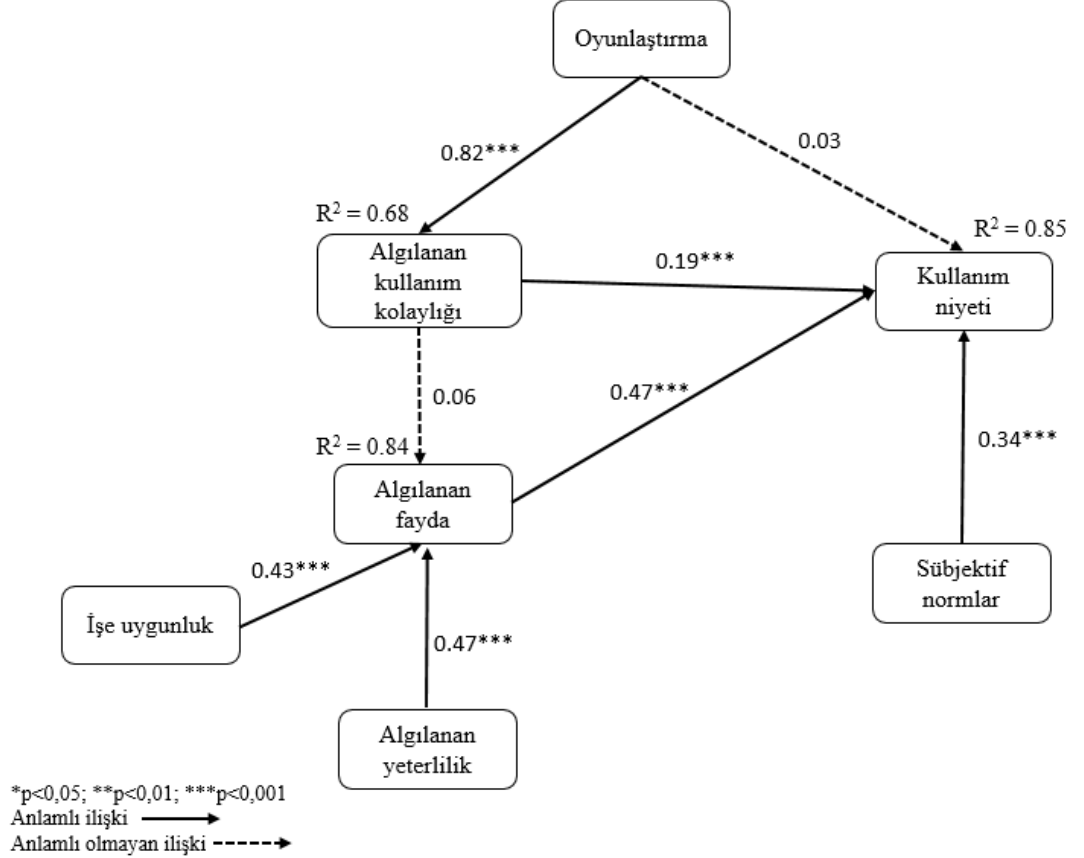 Oyunlaştırma
0.82***
0.03
R² = 0.68
R² = 0.85
Algılanan
kullanım
kolaylığı
0.19***
Kullanım
niyeti
0.06
0.47***
R² = 0.84
0.34***
Algılanan
fayda
0.43***
Sübjektif
normlar
İşe uygunluk
0.47***
Algılanan
yeterlilik
*p<0,05; **p<0,01; ***p<0,001
Anlamlı ilişki
Anlamlı olmayan ilişki